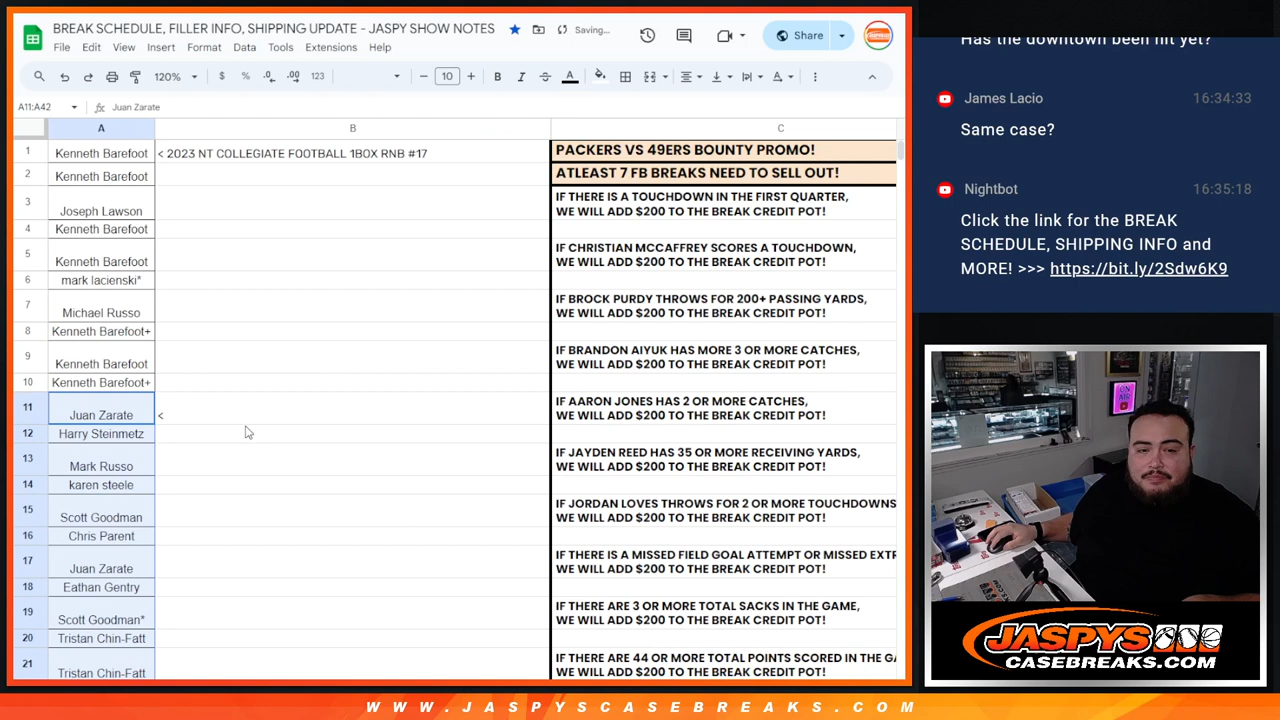 BREAK SCHEDULE, FILLER INFO, SHIPPING UPDATE - JASPY SHOW NOTES
Saving...
Share
File Edit View Insert Format Data Tools Extensions Help
120%
$ % .0 .00 123
10
B I A
A11:A42
fx Juan Zarate
A B C
1 Kenneth Barefoot < 2023 NT COLLEGIATE FOOTBALL 1BOX RNB #17 PACKERS VS 49ERS BOUNTY PROMO!
2 Kenneth Barefoot ATLEAST 7 FB BREAKS NEED TO SELL OUT!
3 Joseph Lawson IF THERE IS A TOUCHDOWN IN THE FIRST QUARTER,
WE WILL ADD $200 TO THE BREAK CREDIT POT!
4 Kenneth Barefoot
5 Kenneth Barefoot IF CHRISTIAN MCCAFFREY SCORES A TOUCHDOWN,
WE WILL ADD $200 TO THE BREAK CREDIT POT!
6 mark lacienski*
7 Michael Russo IF BROCK PURDY THROWS FOR 200+ PASSING YARDS,
WE WILL ADD $200 TO THE BREAK CREDIT POT!
8 Kenneth Barefoot+
9 Kenneth Barefoot IF BRANDON AIYUK HAS MORE 3 OR MORE CATCHES,
WE WILL ADD $200 TO THE BREAK CREDIT POT!
10 Kenneth Barefoot+
11 Juan Zarate < IF AARON JONES HAS 2 OR MORE CATCHES,
WE WILL ADD $200 TO THE BREAK CREDIT POT!
12 Harry Steinmetz
13 Mark Russo IF JAYDEN REED HAS 35 OR MORE RECEIVING YARDS,
WE WILL ADD $200 TO THE BREAK CREDIT POT!
14 karen steele
15 Scott Goodman IF JORDAN LOVES THROWS FOR 2 OR MORE TOUCHDOWNS
WE WILL ADD $200 TO THE BREAK CREDIT POT!
16 Chris Parent
17 Juan Zarate IF THERE IS A MISSED FIELD GOAL ATTEMPT OR MISSED EXTR
WE WILL ADD $200 TO THE BREAK CREDIT POT!
18 Eathan Gentry
19 Scott Goodman* IF THERE ARE 3 OR MORE TOTAL SACKS IN THE GAME,
WE WILL ADD $200 TO THE BREAK CREDIT POT!
20 Tristan Chin-Fatt
21 Tristan Chin-Fatt IF THERE ARE 44 OR MORE TOTAL POINTS SCORED IN THE GA
WE WILL ADD $200 TO THE BREAK CREDIT POT!
Has the downtown been hit yet?
James Lacio 16:34:33
Same case?
Nightbot 16:35:18
Click the link for the BREAK
SCHEDULE, SHIPPING INFO and
MORE! >>> https://bit.ly/2Sdw6K9
ON
AIR
JASPYS
CASEBREAKS.COM
WWW.JASPYSCASEBREAKS.COM